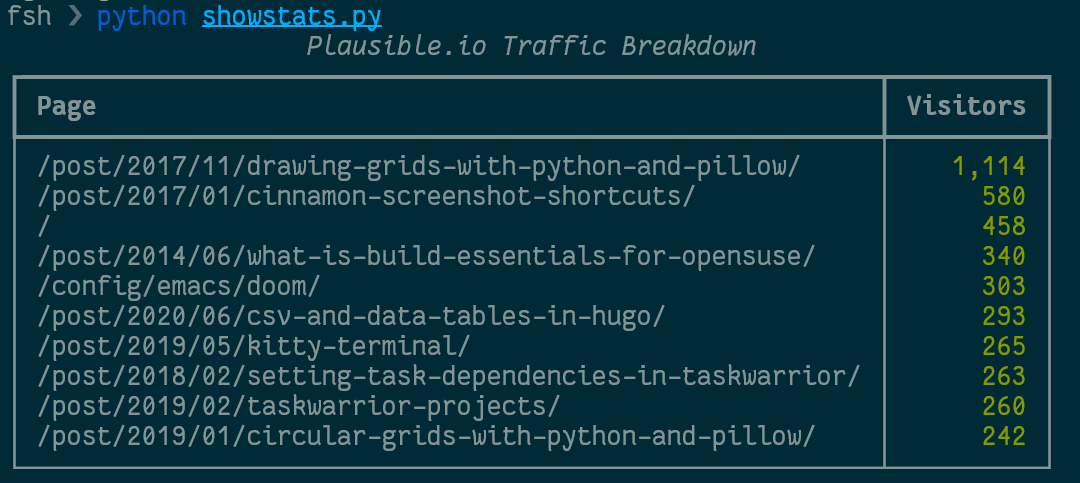 fsh ❯ python showstats.py
Plausible.io Traffic Breakdown
Page Visitors
/post/2017/11/drawing-grids-with-python-and-pillow/ 1,114
/post/2017/01/cinnamon-screenshot-shortcuts/ 580
/ 458
/post/2014/06/what-is-build-essentials-for-opensuse/ 340
/config/emacs/doom/ 303
/post/2020/06/csv-and-data-tables-in-hugo/ 293
/post/2019/05/kitty-terminal/ 265
/post/2018/02/setting-task-dependencies-in-taskwarrior/ 263
/post/2019/02/taskwarrior-projects/ 260
/post/2019/01/circular-grids-with-python-and-pillow/ 242